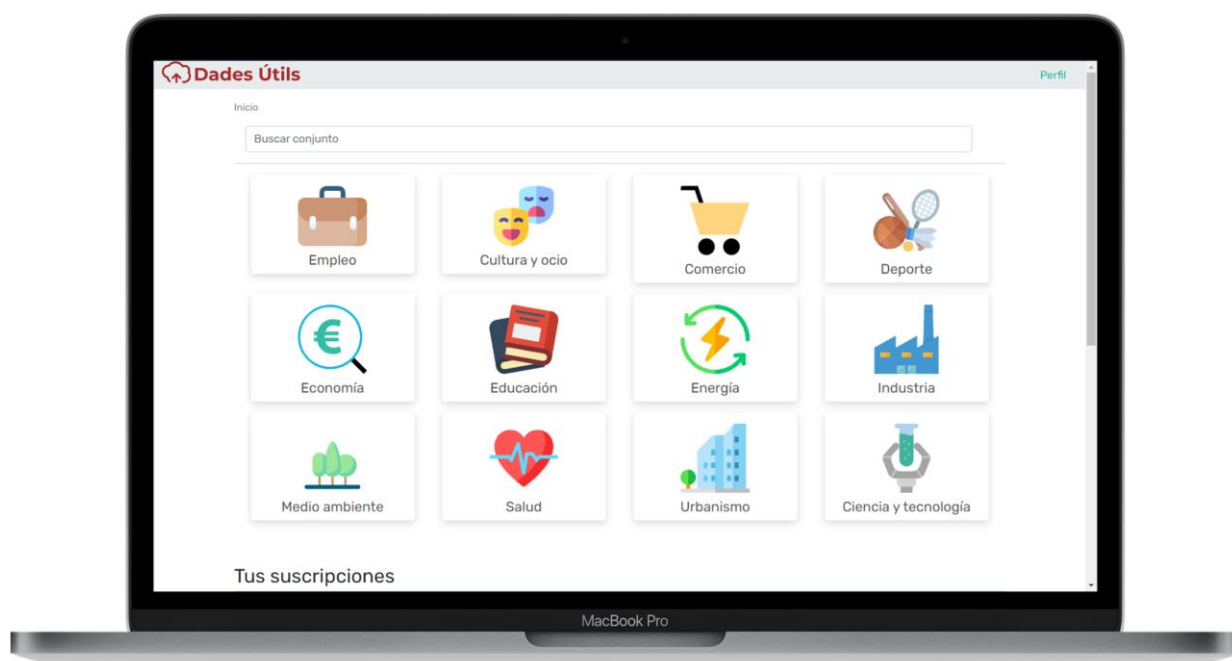 Dades Útils
Perfil
Inicio
Buscar conjunto
Empleo
Cultura y ocio
Comercio
Deporte
€
Economía
Educación
Energía
Industria
Medio ambiente
Salud
Urbanismo
Ciencia y tecnología
Tus suscripciones
MacBook Pro